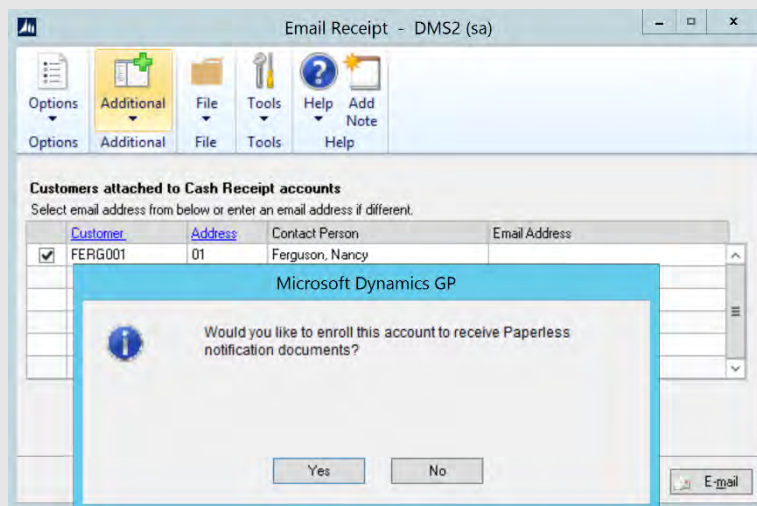 Email Receipt - DMS2 (sa)
Options Additional File Tools Help Add Note
Options Additional File Tools Help
Customers attached to Cash Receipt accounts
Select email address from below or enter an email address if different.
Customer Address Contact Person Email Address
FERG001 01 Ferguson, Nancy
Microsoft Dynamics GP
Would you like to enroll this account to receive Paperless
notification documents?
Yes No
E-mail